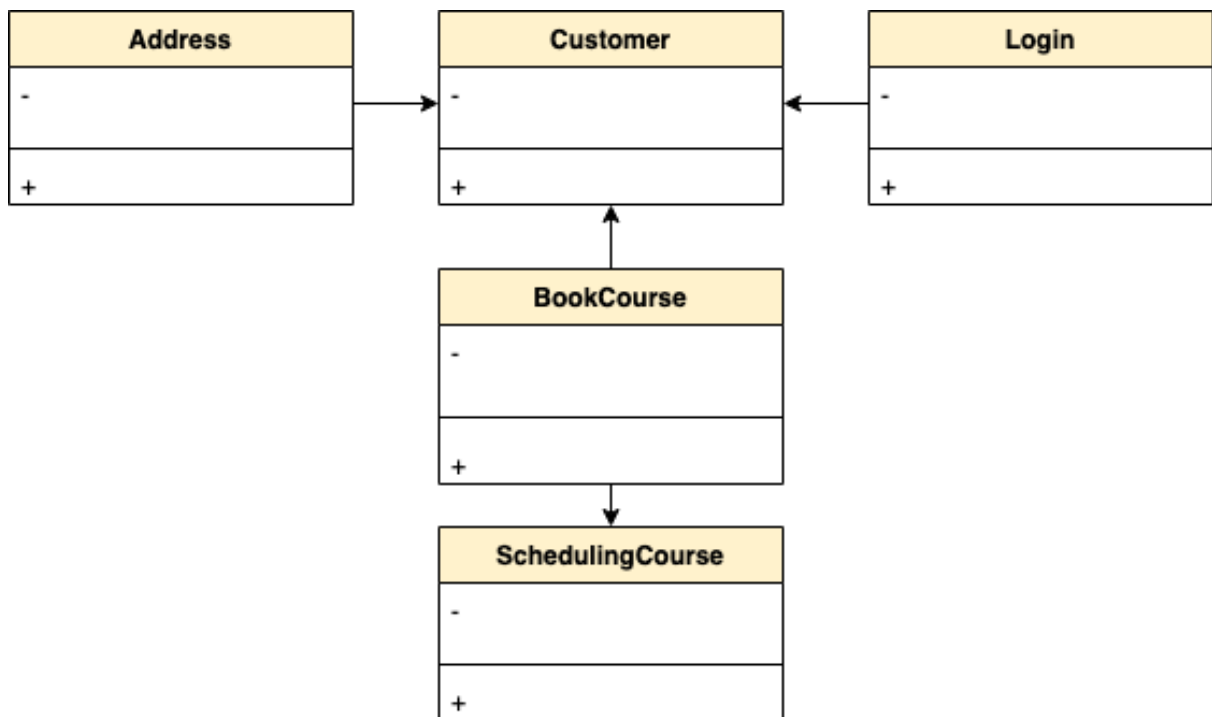 Address
-
+
Customer
-
+
Login
-
+
BookCourse
-
+
SchedulingCourse
-
+